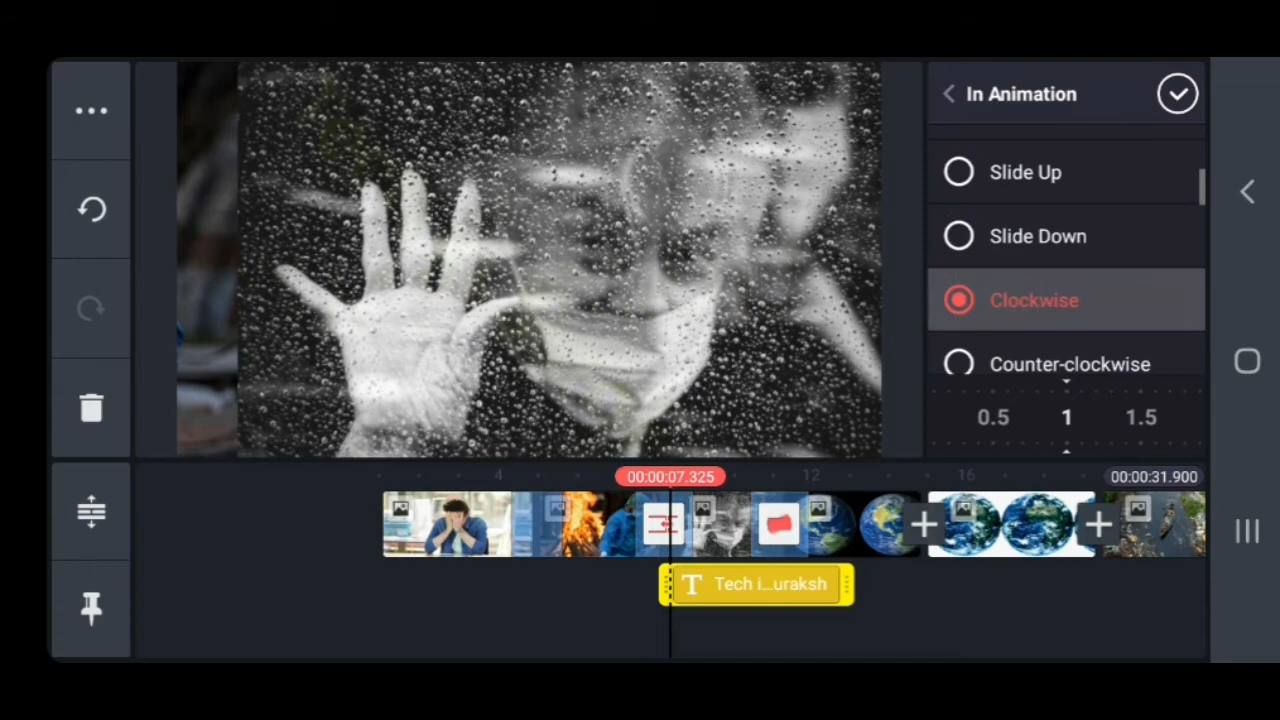 In Animation
Slide Up
Slide Down
Clockwise
Counter-clockwise
0.5 1 1.5
4 00:00:07.325 12 16 00:00:31.900
T Tech i...uraksh